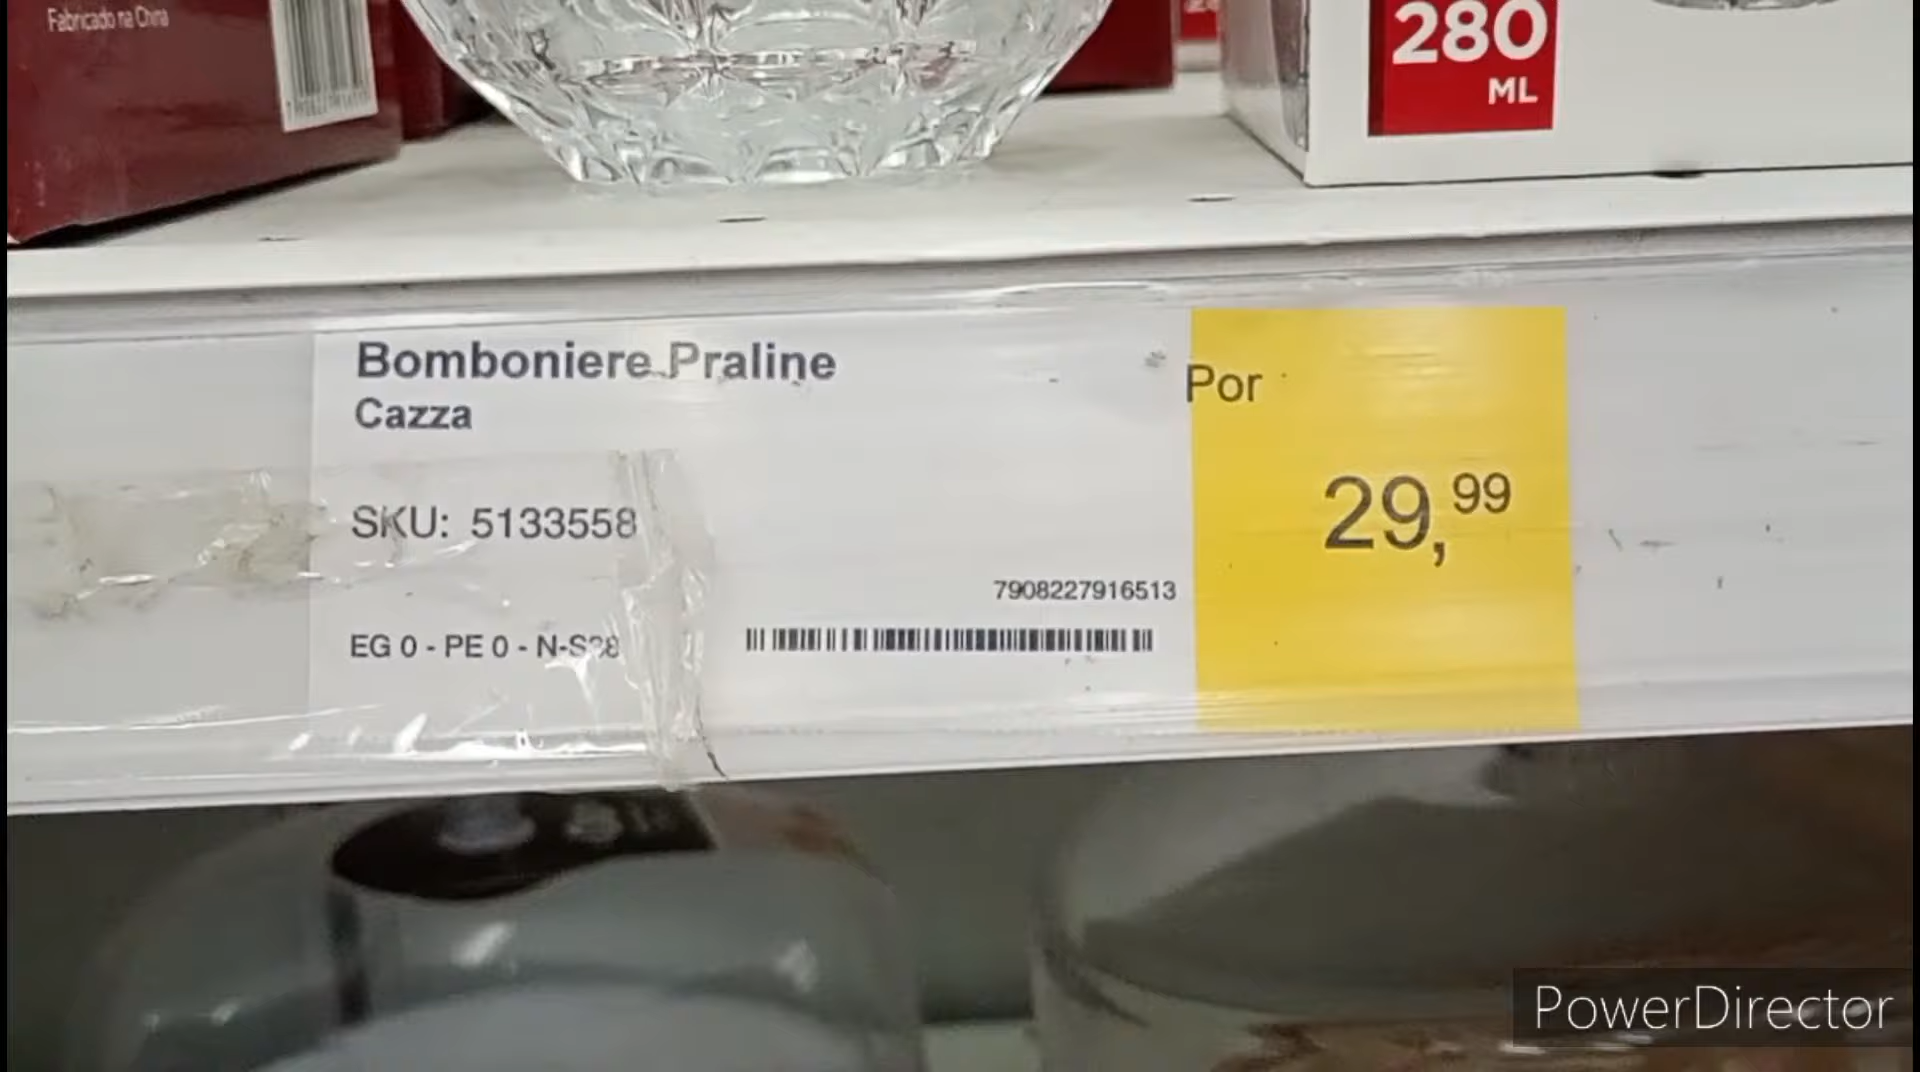 Fabricado na China
280
ML
Bomboniere Praline
Cazza
Por
29,99
SKU: 5133558
7908227916513
EG 0 - PE 0 -
PowerDirector